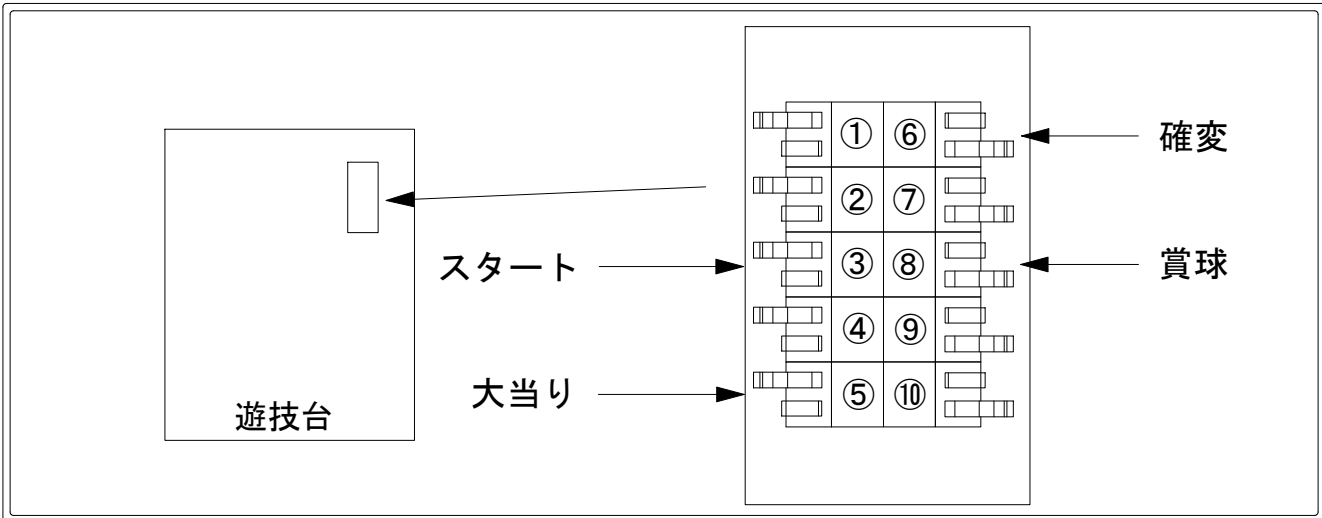 ① ⑥ 確変
② ⑦
スタート ③ ⑧ 賞球
④ ⑨
大当り ⑤ ⑩
遊技台